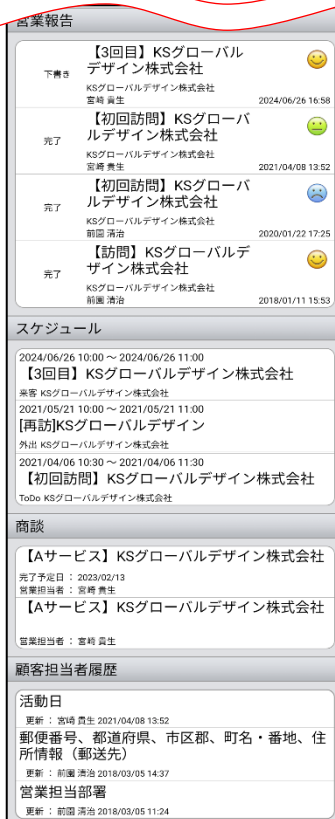 営業報告
下書き
【3回目】KSグローバル
デザイン株式会社
KSグローバルデザイン株式会社
宮崎 貴生
2024/06/26 16:58
完了
【初回訪問】KSグローバ
ルデザイン株式会社
KSグローバルデザイン株式会社
宮崎 貴生
2021/04/08 13:52
完了
【初回訪問】KSグローバ
ルデザイン株式会社
KSグローバルデザイン株式会社
前園 清治
2020/01/22 17:25
完了
【訪問】KSグローバルデ
ザイン株式会社
KSグローバルデザイン株式会社
前園 清治
2018/01/11 15:53
スケジュール
2024/06/26 10:00 ～ 2024/06/26 11:00
【3回目】KSグローバルデザイン株式会社
来客 KSグローバルデザイン株式会社
2021/05/21 10:00 ～ 2021/05/21 11:00
[再訪]KSグローバルデザイン
外出 KSグローバルデザイン株式会社
2021/04/06 10:30 ～ 2021/04/06 11:30
【初回訪問】KSグローバルデザイン株式会社
ToDo KSグローバルデザイン株式会社
商談
【Aサービス】KSグローバルデザイン株式会社
完了予定日 ： 2023/02/13
営業担当者 ： 宮崎 貴生
【Aサービス】KSグローバルデザイン株式会社
営業担当者 ： 宮崎 貴生
顧客担当者履歴
活動日
更新 ： 宮崎 貴生 2021/04/08 13:52
郵便番号、都道府県、市区郡、町名・番地、住
所情報（郵送先）
更新 ： 前園 清治 2018/03/05 14:37
営業担当部署
更新 ： 前園 清治 2018/03/05 11:24